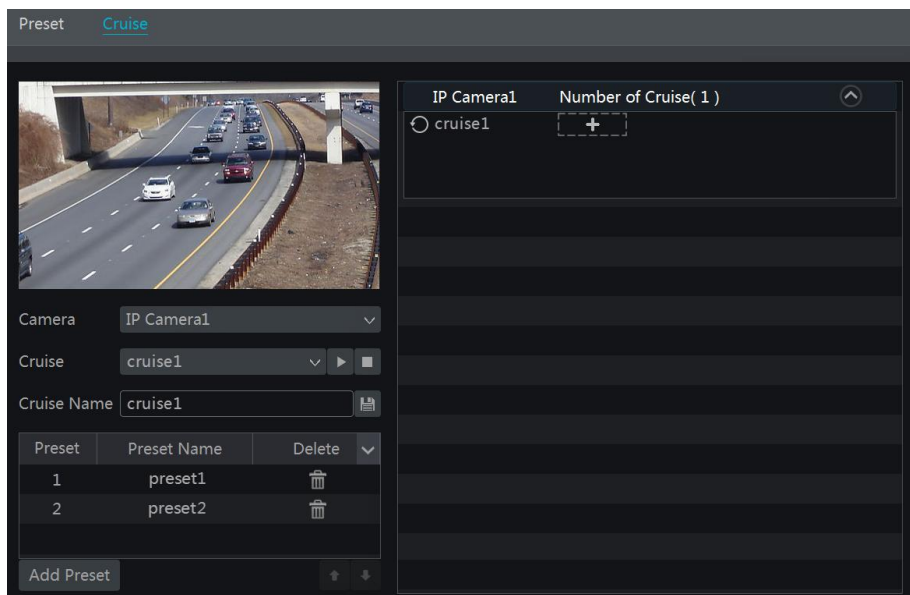 Preset Cruise
IP Camera1 Number of Cruise( 1 )
cruise1
Camera IP Camera1
Cruise cruise1
Cruise Name cruise1
Preset Preset Name Delete
1 preset1
2 preset2
Add Preset